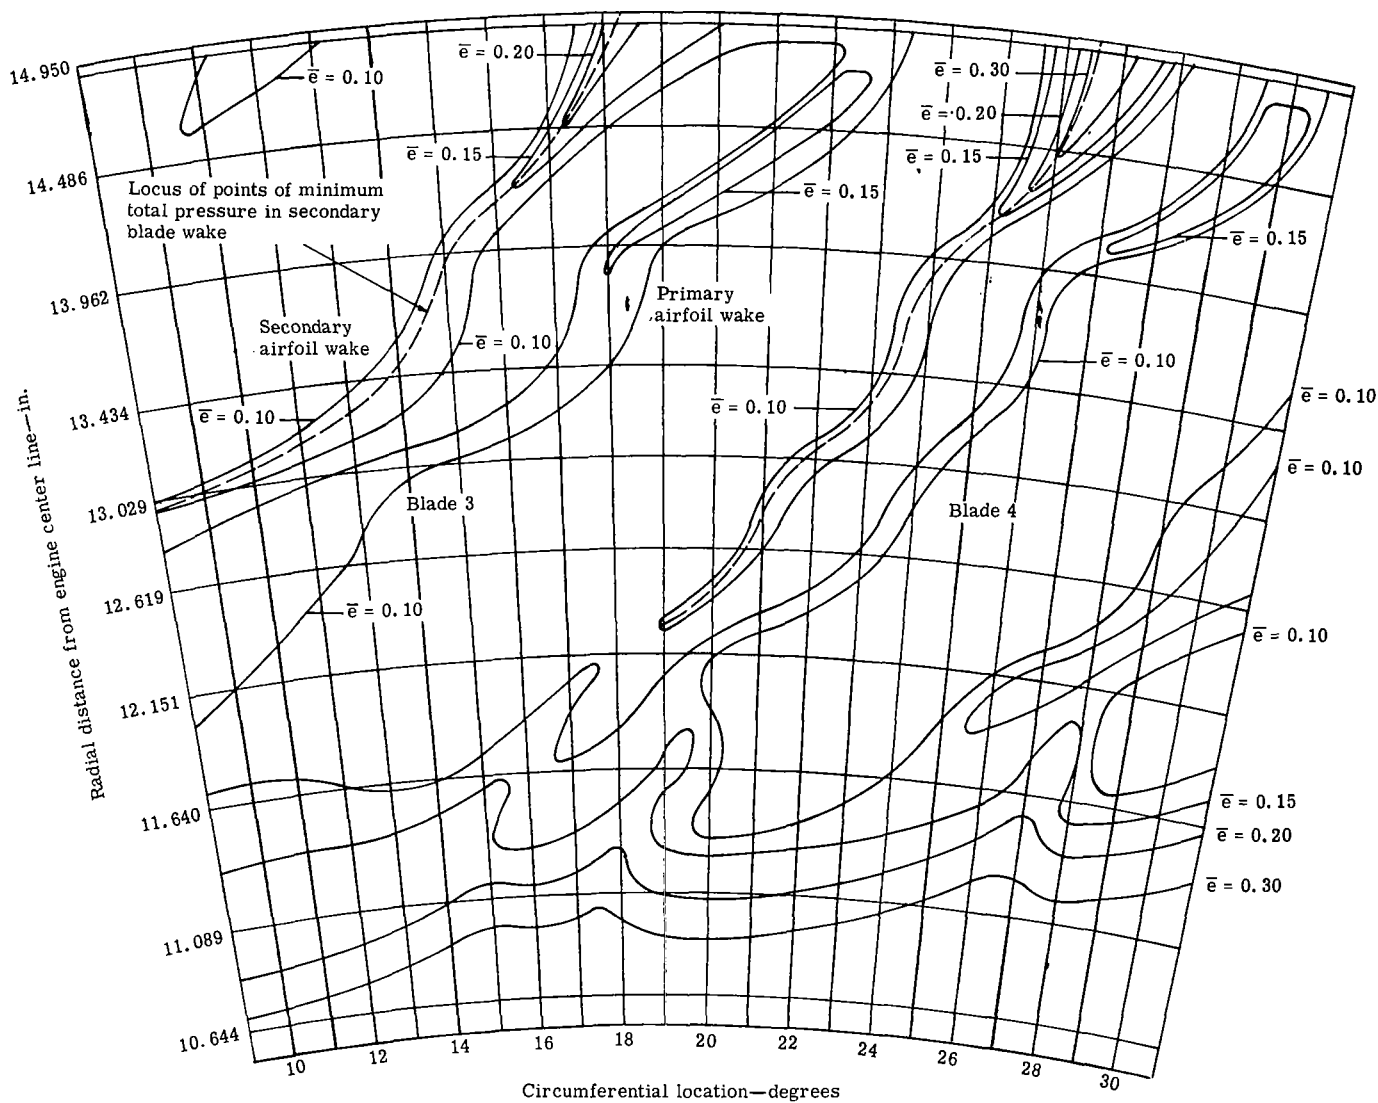 14.950
14.486
13.962
13.434
13.029
12.619
12.151
11.640
11.089
10.644
Radial distance from engine center line—in.
e̅ = 0.10
e̅ = 0.20
e̅ = 0.15
Locus of points of minimum
total pressure in secondary
blade wake
Secondary
airfoil wake
e̅ = 0.10
e̅ = 0.10
Blade 3
e̅ = 0.10
e̅ = 0.15
Primary
airfoil wake
e̅ = 0.30
e̅ = 0.20
e̅ = 0.15
e̅ = 0.15
e̅ = 0.10
e̅ = 0.10
Blade 4
e̅ = 0.10
e̅ = 0.10
e̅ = 0.10
e̅ = 0.15
e̅ = 0.20
e̅ = 0.30
10 12 14 16 18 20 22 24 26 28 30
Circumferential location—degrees